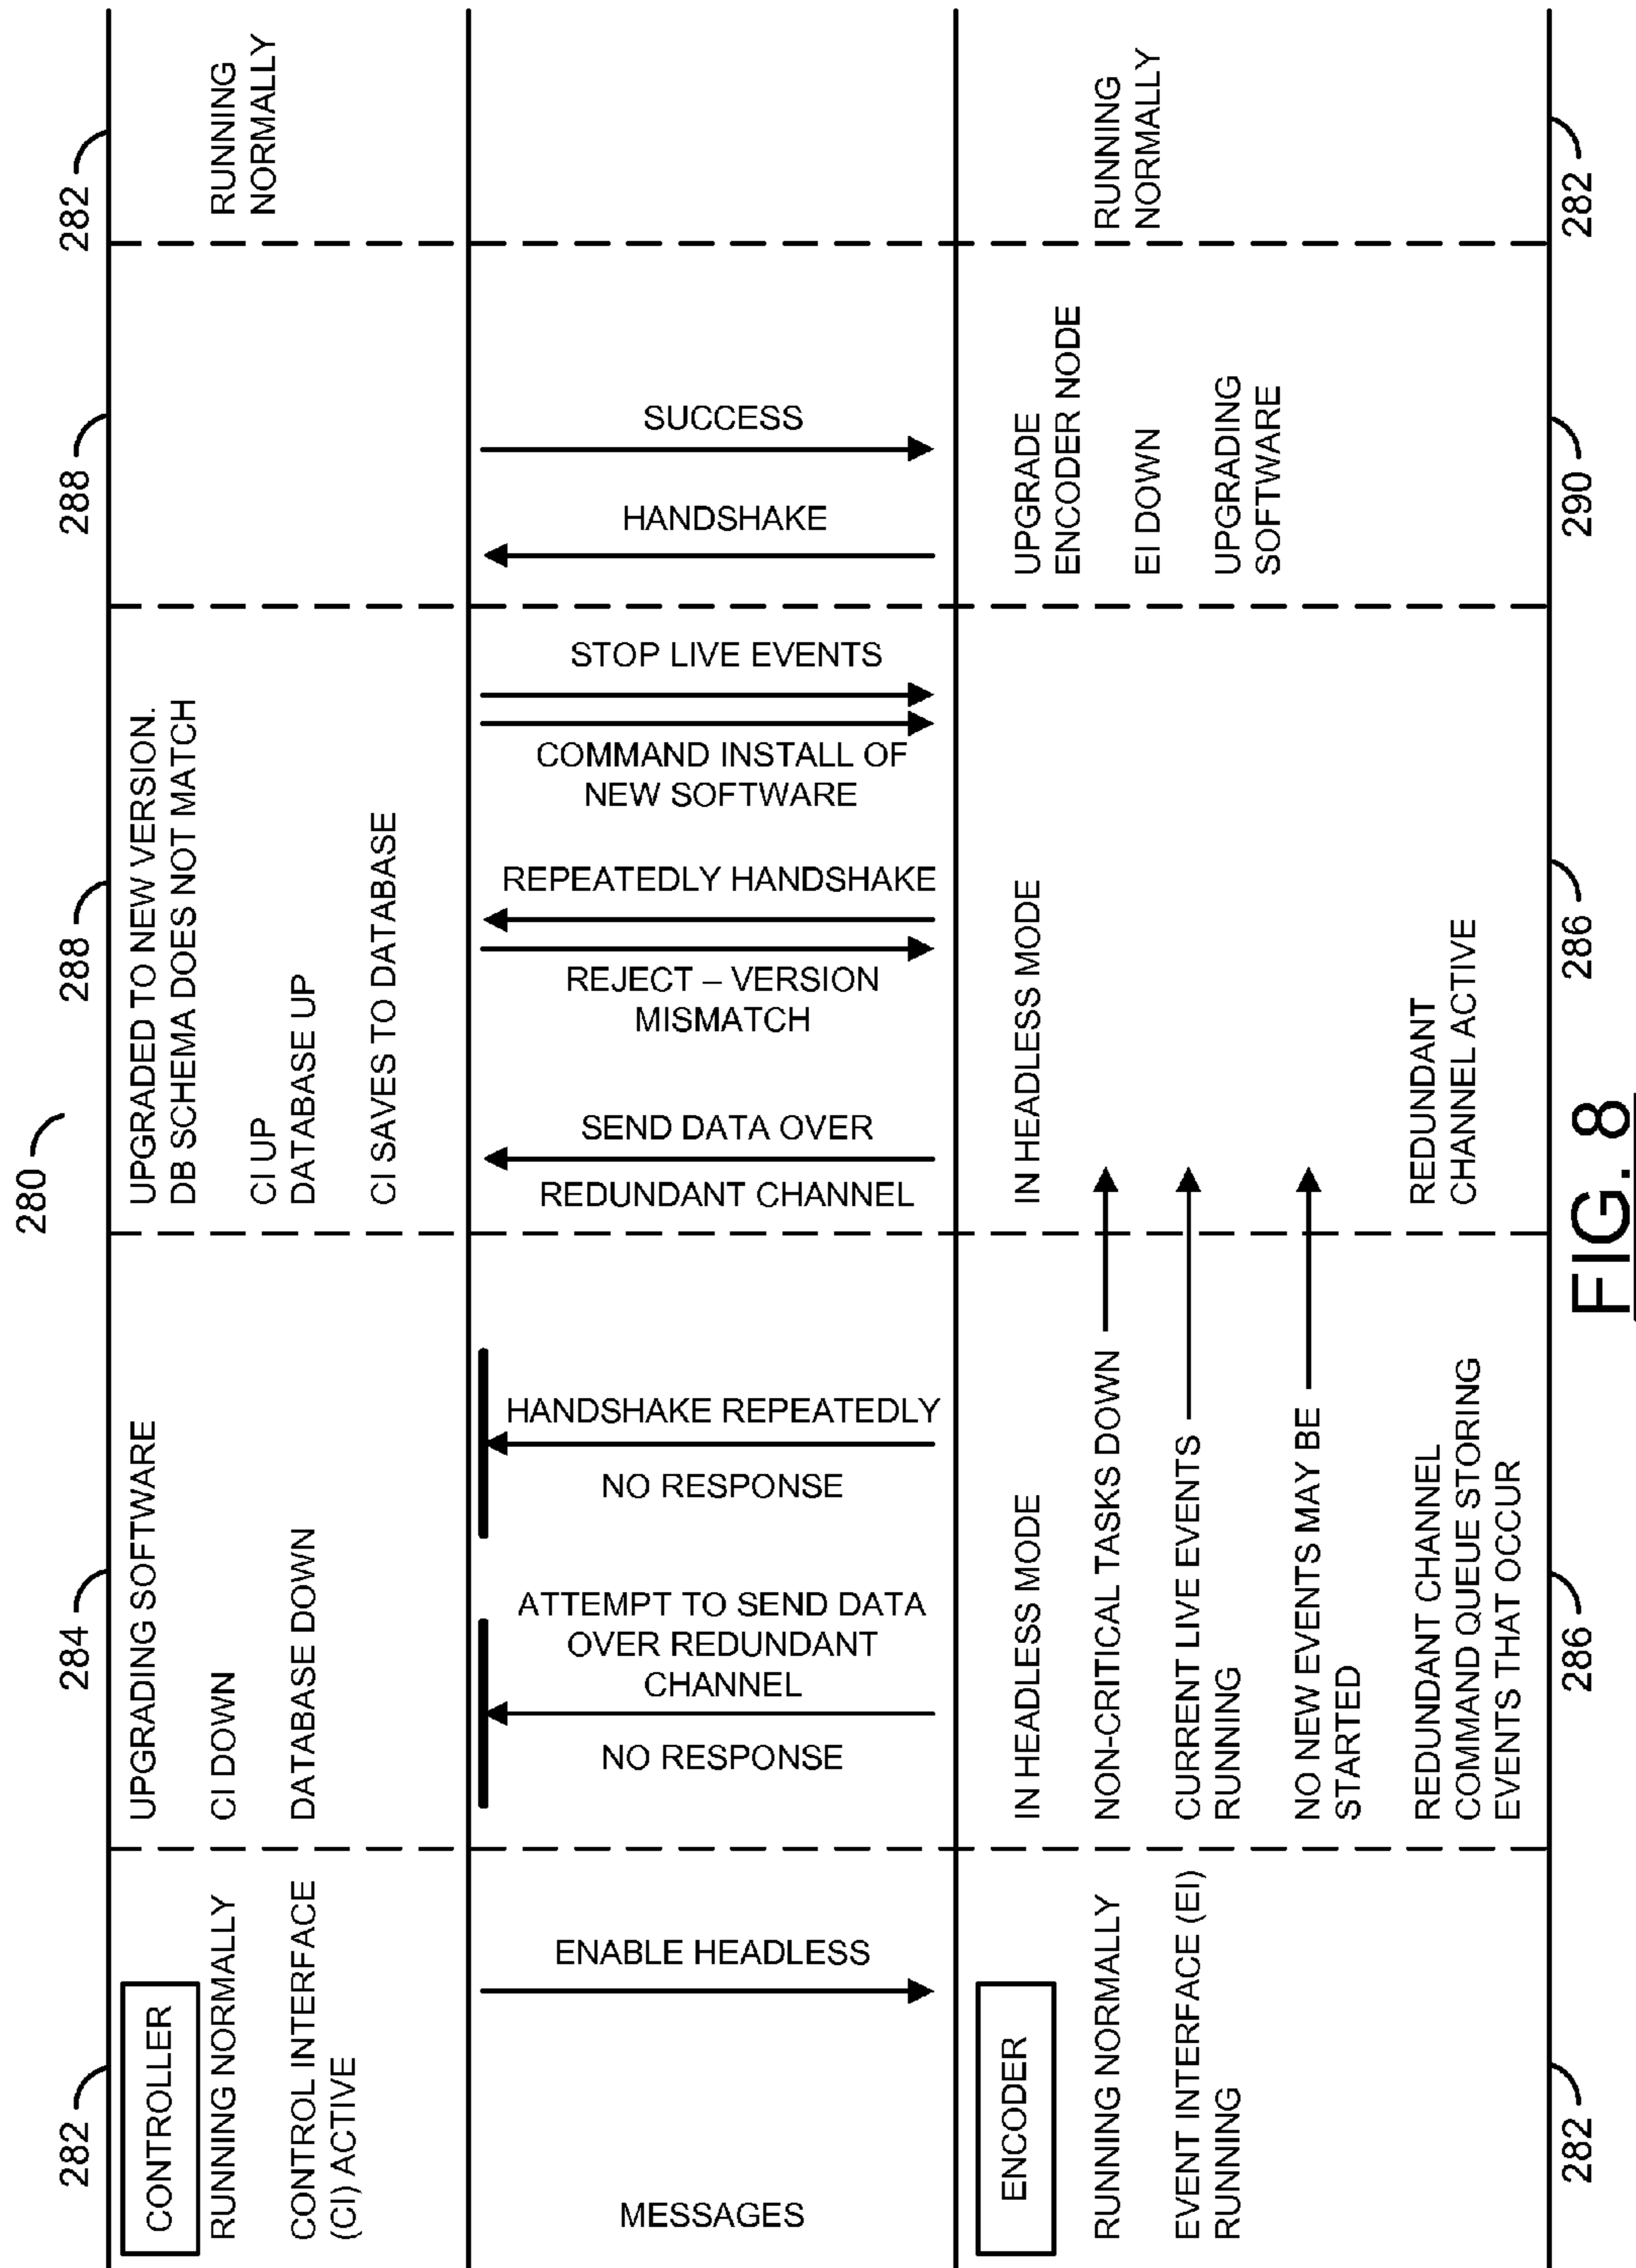 280
282
284
288
288
282
CONTROLLER
RUNNING NORMALLY
CONTROL INTERFACE
(CI) ACTIVE
UPGRADING SOFTWARE
CI DOWN
DATABASE DOWN
UPGRADED TO NEW VERSION.
DB SCHEMA DOES NOT MATCH
CI UP
DATABASE UP
CI SAVES TO DATABASE
RUNNING
NORMALLY
MESSAGES
ENABLE HEADLESS
ATTEMPT TO SEND DATA
OVER REDUNDANT
CHANNEL
NO RESPONSE
HANDSHAKE REPEATEDLY
NO RESPONSE
SEND DATA OVER
REDUNDANT CHANNEL
REPEATEDLY HANDSHAKE
REJECT – VERSION
MISMATCH
STOP LIVE EVENTS
COMMAND INSTALL OF
NEW SOFTWARE
HANDSHAKE
SUCCESS
ENCODER
RUNNING NORMALLY
EVENT INTERFACE (EI)
RUNNING
IN HEADLESS MODE
NON-CRITICAL TASKS DOWN
CURRENT LIVE EVENTS
RUNNING
NO NEW EVENTS MAY BE
STARTED
REDUNDANT CHANNEL
COMMAND QUEUE STORING
EVENTS THAT OCCUR
IN HEADLESS MODE
REDUNDANT
CHANNEL ACTIVE
UPGRADE
ENCODER NODE
EI DOWN
UPGRADING
SOFTWARE
RUNNING
NORMALLY
282
286
286
290
282
FIG. 8